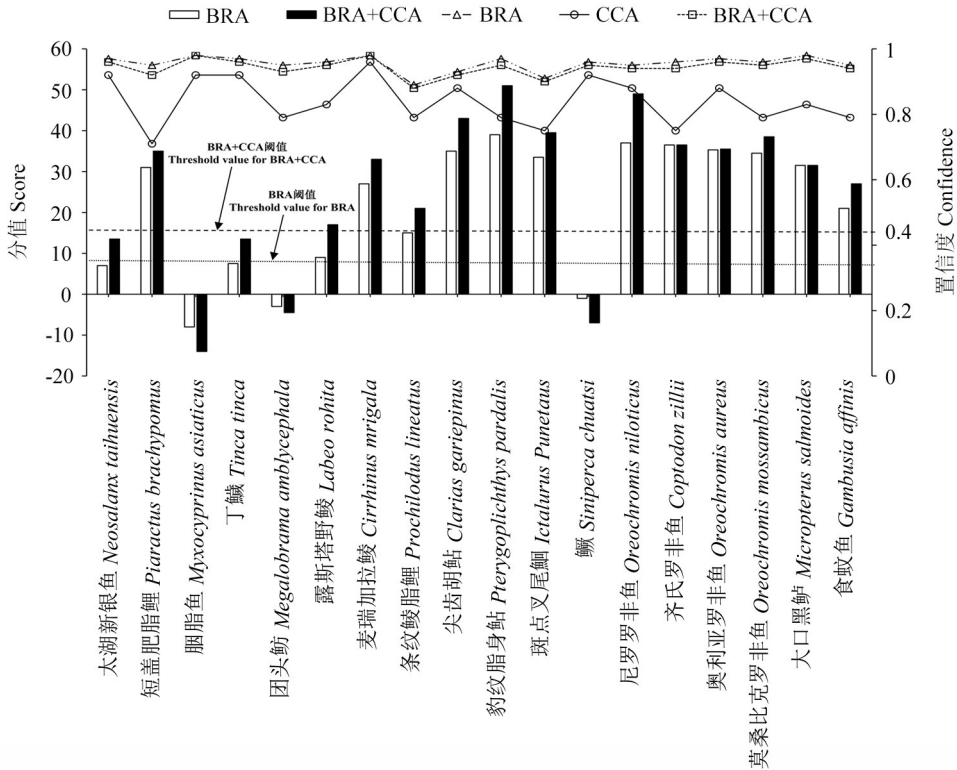 BRA BRA+CCA BRA CCA BRA+CCA
60
50
40
30
20
10
0
-10
-20
分值 Score
1
0.8
0.6
0.4
0.2
0
置信度 Confidence
BRA+CCA阈值
Threshold value for BRA+CCA
BRA阈值
Threshold value for BRA
太湖新银鱼 Neosalanx taihuensis
短盖肥脂鲤 Piaractus brachypomus
胭脂鱼 Myxocyprinus asiaticus
丁鱥 Tinca tinca
团头鲂 Megalobrama amblycephala
露斯塔野鲮 Labeo rohita
麦瑞加拉鲮 Cirrhinus mrigala
条纹鲮脂鲤 Prochilodus lineatus
尖齿胡鲇 Clarias gariepinus
豹纹脂身鲇 Pterygoplichthys pardalis
斑点叉尾鮰 Ictalurus Punetaus
鳜 Siniperca chuatsi
尼罗罗非鱼 Oreochromis niloticus
齐氏罗非鱼 Coptodon zillii
奥利亚罗非鱼 Oreochromis aureus
莫桑比克罗非鱼 Oreochromis mossambicus
大口黑鲈 Micropterus salmoides
食蚊鱼 Gambusia affinis